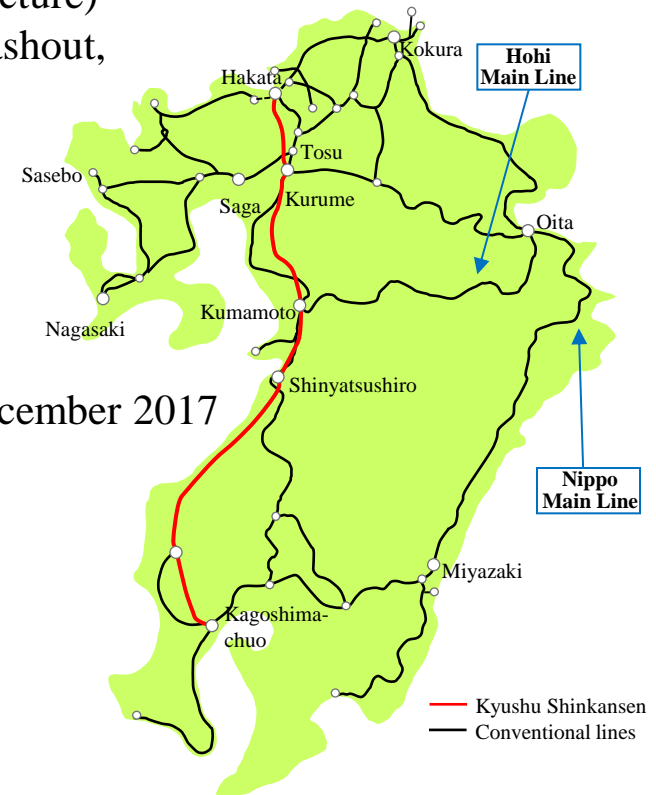 cture)
ashout,
Kokura
Hohi
Main Line
Hakata
Tosu
Sasebo
Saga
Kurume
Oita
Kumamoto
Nagasaki
Shinyatsushiro
cember 2017
Nippo
Main Line
Miyazaki
Kagoshima-
chuo
Kyushu Shinkansen
Conventional lines